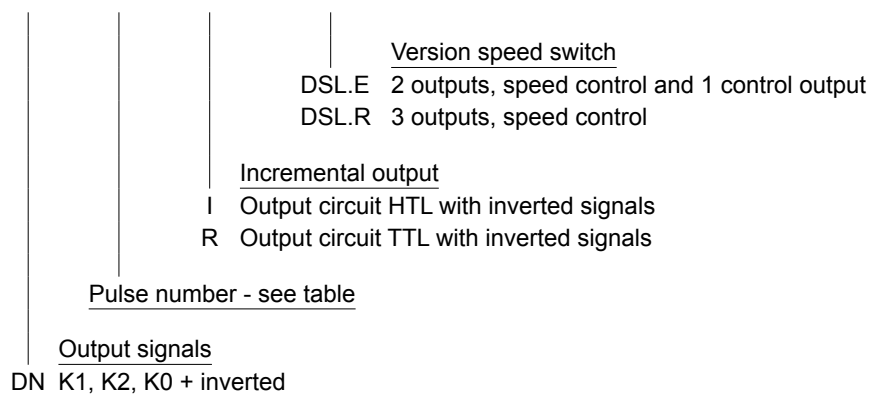 Version speed switch
DSL.E 2 outputs, speed control and 1 control output
DSL.R 3 outputs, speed control
Incremental output
I Output circuit HTL with inverted signals
R Output circuit TTL with inverted signals
Pulse number - see table
Output signals
DN K1, K2, K0 + inverted